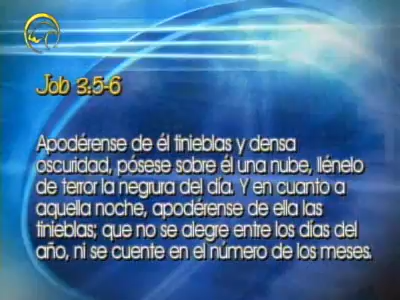 Job 3:5-6
Apodérense de él tinieblas y densa
oscuridad, pósese sobre él una nube, llénelo
de terror la negrura del día. Y en cuanto a
aquella noche, apodérense de ella las
tinieblas; que no se alegre entre los días del
año, ni se cuente en el número de los meses.